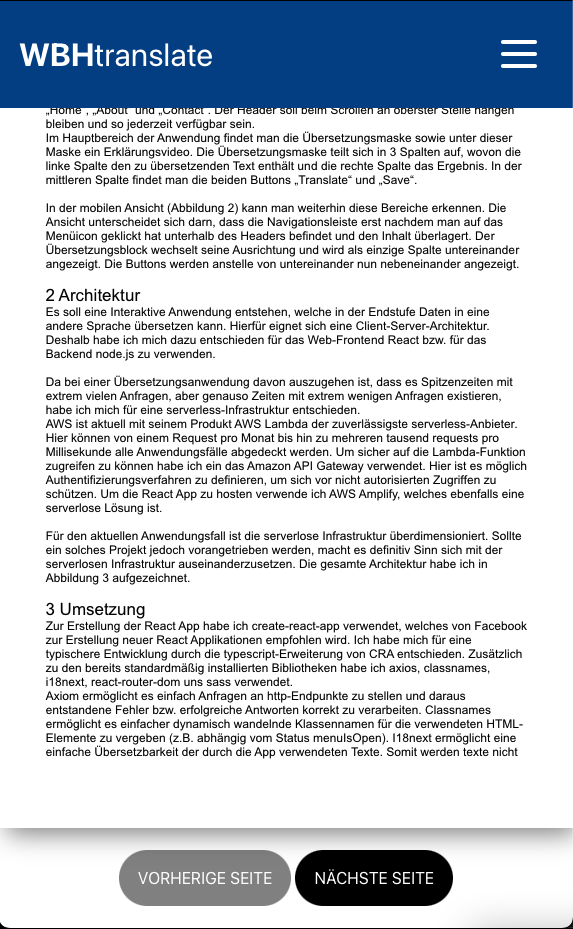 WBHtranslate
„Home“, „About“ und „Contact“. Der Header soll beim Scrollen an oberster Stelle hängen
bleiben und so jederzeit verfügbar sein.
Im Hauptbereich der Anwendung findet man die Übersetzungsmaske sowie unter dieser
Maske ein Erklärungsvideo. Die Übersetzungsmaske teilt sich in 3 Spalten auf, wovon die
linke Spalte den zu übersetzenden Text enthält und die rechte Spalte das Ergebnis. In der
mittleren Spalte findet man die beiden Buttons „Translate“ und „Save“.
In der mobilen Ansicht (Abbildung 2) kann man weiterhin diese Bereiche erkennen. Die
Ansicht unterscheidet sich darn, dass die Navigationsleiste erst nachdem man auf das
Menüicon geklickt hat unterhalb des Headers befindet und den Inhalt überlagert. Der
Übersetzungsblock wechselt seine Ausrichtung und wird als einzige Spalte untereinander
angezeigt. Die Buttons werden anstelle von untereinander nun nebeneinander angezeigt.
2 Architektur
Es soll eine Interaktive Anwendung entstehen, welche in der Endstufe Daten in eine
andere Sprache übersetzen kann. Hierfür eignet sich eine Client-Server-Architektur.
Deshalb habe ich mich dazu entschieden für das Web-Frontend React bzw. für das
Backend node.js zu verwenden.
Da bei einer Übersetzungsanwendung davon auszugehen ist, dass es Spitzenzeiten mit
extrem vielen Anfragen, aber genauso Zeiten mit extrem wenigen Anfragen existieren,
habe ich mich für eine serverless-Infrastruktur entschieden.
AWS ist aktuell mit seinem Produkt AWS Lambda der zuverlässigste serverless-Anbieter.
Hier können von einem Request pro Monat bis hin zu mehreren tausend requests pro
Millisekunde alle Anwendungsfälle abgedeckt werden. Um sicher auf die Lambda-Funktion
zugreifen zu können habe ich ein das Amazon API Gateway verwendet. Hier ist es möglich
Authentifizierungsverfahren zu definieren, um sich vor nicht autorisierten Zugriffen zu
schützen. Um die React App zu hosten verwende ich AWS Amplify, welches ebenfalls eine
serverlose Lösung ist.
Für den aktuellen Anwendungsfall ist die serverlose Infrastruktur überdimensioniert. Sollte
ein solches Projekt jedoch vorangetrieben werden, macht es definitiv Sinn sich mit der
serverlosen Infrastruktur auseinanderzusetzen. Die gesamte Architektur habe ich in
Abbildung 3 aufgezeichnet.
3 Umsetzung
Zur Erstellung der React App habe ich create-react-app verwendet, welches von Facebook
zur Erstellung neuer React Applikationen empfohlen wird. Ich habe mich für eine
typischere Entwicklung durch die typescript-Erweiterung von CRA entschieden. Zusätzlich
zu den bereits standardmäßig installierten Bibliotheken habe ich axios, classnames,
i18next, react-router-dom uns sass verwendet.
Axiom ermöglicht es einfach Anfragen an http-Endpunkte zu stellen und daraus
entstandene Fehler bzw. erfolgreiche Antworten korrekt zu verarbeiten. Classnames
ermöglicht es einfacher dynamisch wandelnde Klassennamen für die verwendeten HTML-
Elemente zu vergeben (z.B. abhängig vom Status menuIsOpen). I18next ermöglicht eine
einfache Übersetzbarkeit der durch die App verwendeten Texte. Somit werden texte nicht
VORHERIGE SEITE
NÄCHSTE SEITE